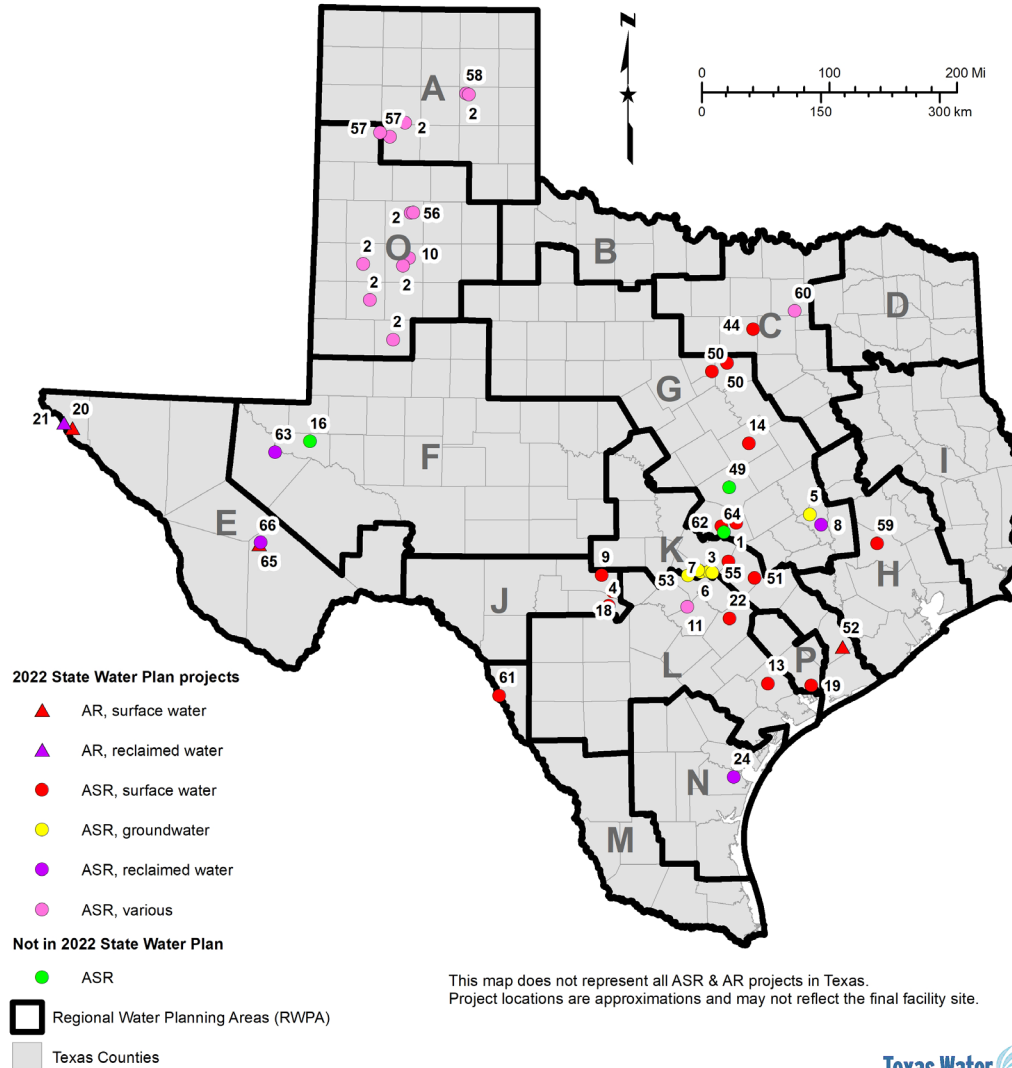 N
0 100 200 Mi
0 150 300 km
58
A
57 57 2 2
2 56
O
2 10
2 2
2
B
60
D
44 C
50
G 50
21 20
16
63
14
F
49
I
5
66 E
62 64
8 59
65
1
K
H
9
3
7
53 55 51
4
6
J
22
18
11
52
L
P
13
61
19
24
N
M
2022 State Water Plan projects
AR, surface water
AR, reclaimed water
ASR, surface water
ASR, groundwater
ASR, reclaimed water
ASR, various
Not in 2022 State Water Plan
ASR
This map does not represent all ASR & AR projects in Texas.
Project locations are approximations and may not reflect the final facility site.
Regional Water Planning Areas (RWPA)
Texas Counties
Texas Water